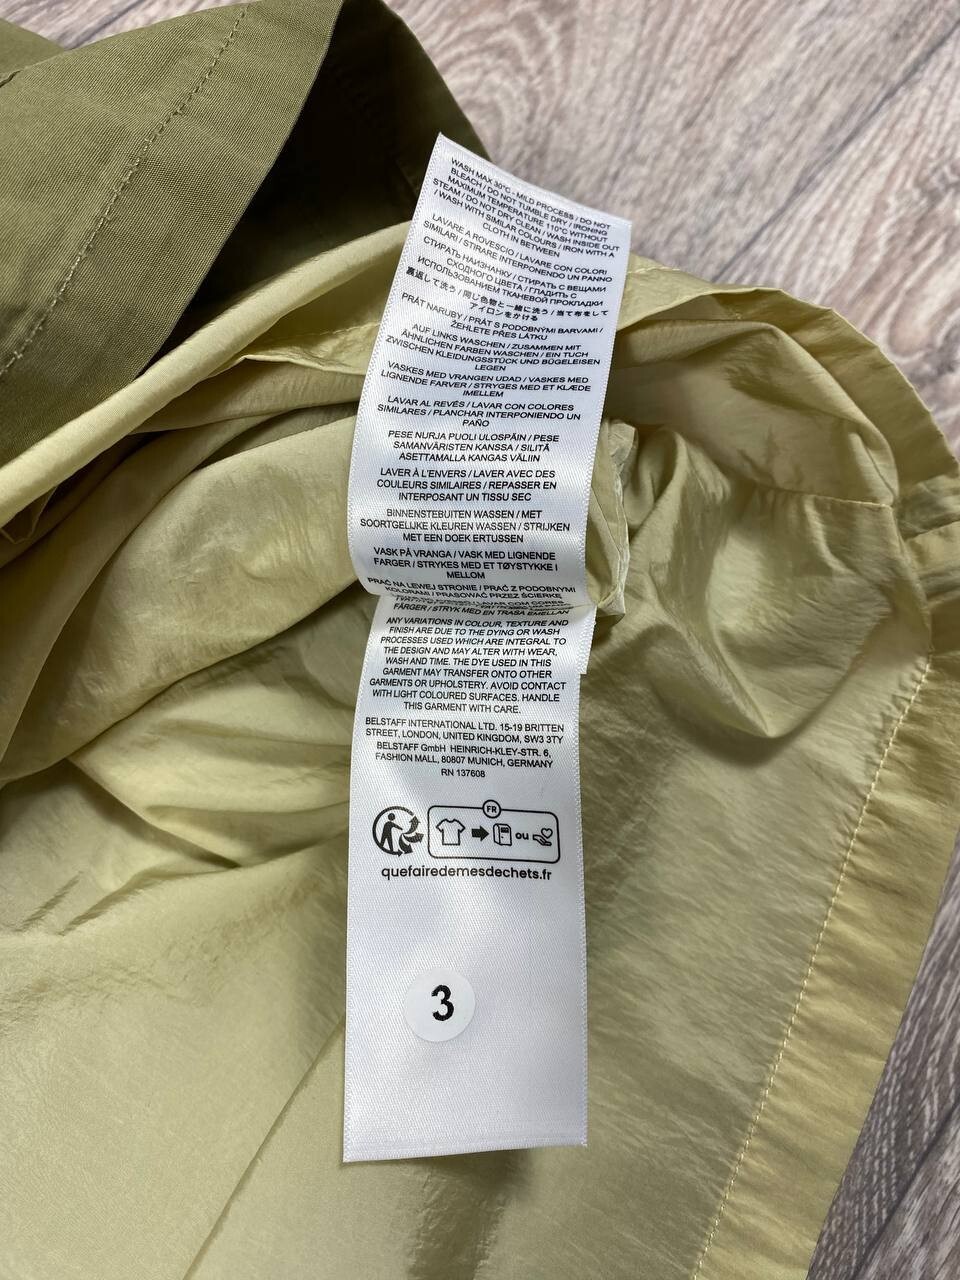 WASH MAX 30°C - MILD PROCESS / DO NOT
BLEACH / DO NOT TUMBLE DRY / IRONING
MAXIMUM TEMPERATURE 110°C WITHOUT
STEAM / DO NOT DRY CLEAN / WASH INSIDE OUT
/ WASH WITH SIMILAR COLOURS / IRON WITH A
CLOTH IN BETWEEN
LAVARE A ROVESCIO / LAVARE CON COLORI
SIMILARI / STIRARE INTERPONENDO UN PANNO
СТИРАТЬ НАИЗНАНКУ / СТИРАТЬ С ВЕЩАМИ
СХОДНОГО ЦВЕТА / ГЛАДИТЬ С
ИСПОЛЬЗОВАНИЕМ ТКАНЕВОЙ ПРОКЛАДКИ
裏返して洗う / 同じ色物と一緒に洗う / 当て布をして
アイロンをかける
PRÁT NARUBY / PRÁT S PODOBNÝMI BARVAMI /
ŽEHLETE PŘES LÁTKU
AUF LINKS WASCHEN / ZUSAMMEN MIT
ÄHNLICHEN FARBEN WASCHEN / EIN TUCH
ZWISCHEN KLEIDUNGSSTÜCK UND BÜGELEISEN
LEGEN
VASKES MED VRANGEN UDAD / VASKES MED
LIGNENDE FARVER / STRYGES MED ET KLÆDE
IMELLEM
LAVAR AL REVÉS / LAVAR CON COLORES
SIMILARES / PLANCHAR INTERPONIENDO UN
PAÑO
PESE NURJA PUOLI ULOSPÄIN / PESE
SAMANVÄRISTEN KANSSA / SILITÄ
ASETTAMALLA KANGAS VÄLIIN
LAVER À L'ENVERS / LAVER AVEC DES
COULEURS SIMILAIRES / REPASSER EN
INTERPOSANT UN TISSU SEC
BINNENSTEBUITEN WASSEN / MET
SOORTGELIJKE KLEUREN WASSEN / STRIJKEN
MET EEN DOEK ERTUSSEN
VASK PÅ VRANGA / VASK MED LIGNENDE
FARGER / STRYKES MED ET TØYSTYKKE I
MELLOM
PRAĆ NA LEWEJ STRONIE / PRAĆ Z PODOBNYMI
KOLORAMI / PRASOWAĆ PRZEZ ŚCIERKĘ
FÄRGER / STRYK MED EN TRASA EMELLAN
ANY VARIATIONS IN COLOUR, TEXTURE AND
FINISH ARE DUE TO THE DYING OR WASH
PROCESSES USED WHICH ARE INTEGRAL TO
THE DESIGN AND MAY ALTER WITH WEAR,
WASH AND TIME. THE DYE USED IN THIS
GARMENT MAY TRANSFER ONTO OTHER
GARMENTS OR UPHOLSTERY. AVOID CONTACT
WITH LIGHT COLOURED SURFACES. HANDLE
THIS GARMENT WITH CARE.
BELSTAFF INTERNATIONAL LTD. 15-19 BRITTEN
STREET, LONDON, UNITED KINGDOM, SW3 3TY
BELSTAFF GmbH HEINRICH-KLEY-STR. 6,
FASHION MALL, 80807 MUNICH, GERMANY
RN 137608
FR
ou
quefairedemesdechets.fr
3